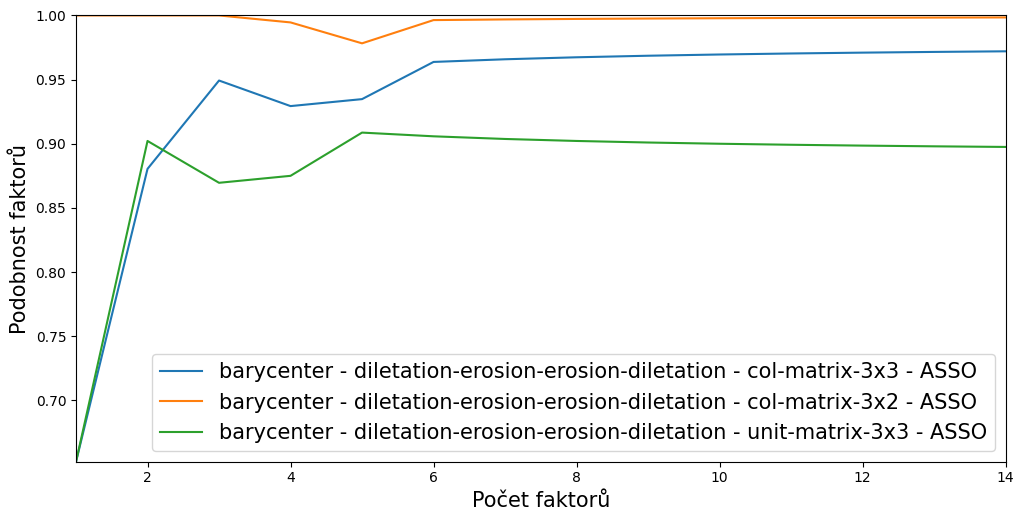 1.00
0.95
0.90
0.85
0.80
0.75
0.70
Podobnost faktorů
barycenter - diletation-erosion-erosion-diletation - col-matrix-3x3 - ASSO
barycenter - diletation-erosion-erosion-diletation - col-matrix-3x2 - ASSO
barycenter - diletation-erosion-erosion-diletation - unit-matrix-3x3 - ASSO
2 4 6 8 10 12 14
Počet faktorů